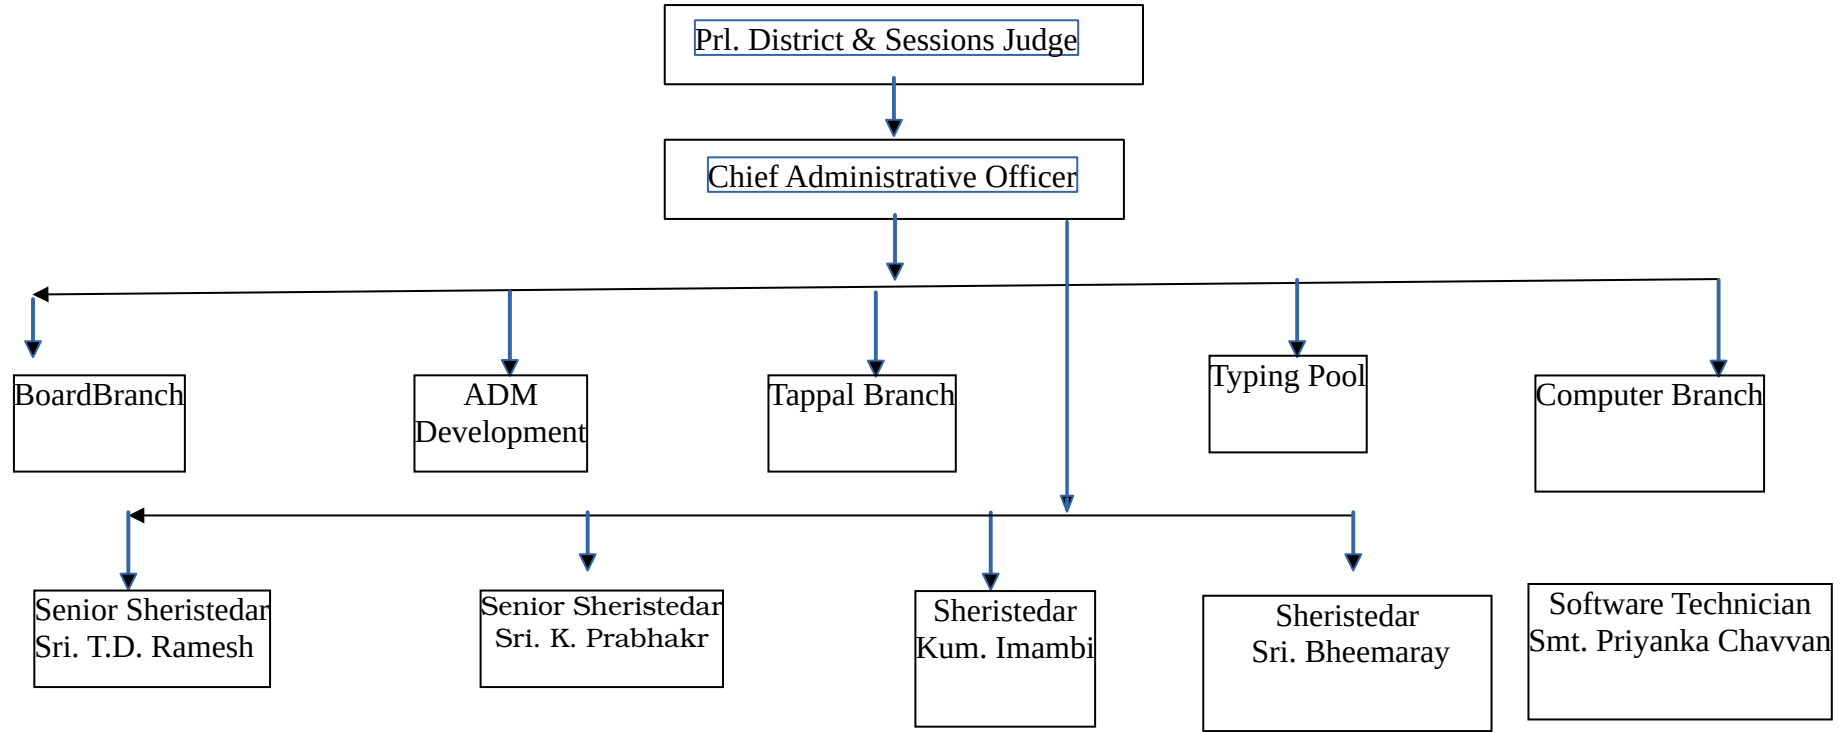 Prl. District & Sessions Judge
Chief Administrative Officer
BoardBranch
ADM
Development
Tappal Branch
Typing Pool
Computer Branch
Senior Sheristedar
Sri. T.D. Ramesh
Senior Sheristedar
Sri. K. Prabhakr
Sheristedar
Kum. Imambi
Sheristedar
Sri. Bheemaray
Software Technician
Smt. Priyanka Chavvan